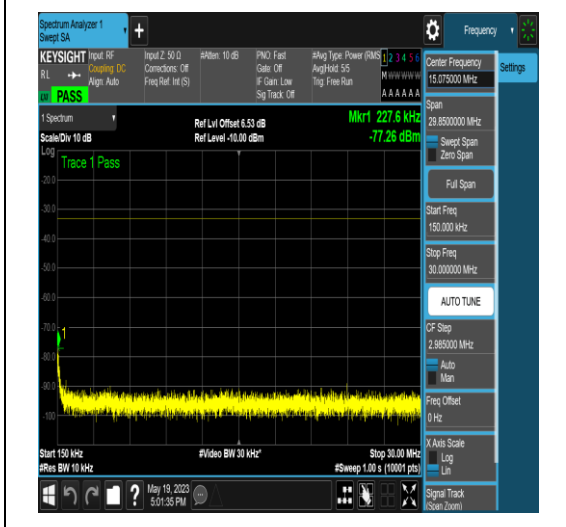 Spectrum Analyzer 1
Swept SA
+
Frequency
KEYSIGHT
Input: RF
Coupling: DC
Align: Auto
Input Z: 50 Ω
Corrections: Off
Freq Ref: Int (S)
#Atten: 10 dB
PNO: Fast
Gate: Off
IF Gain: Low
Sig Track: Off
#Avg Type: Power (RMS)
Avg|Hold: 5/5
Trig: Free Run
1 2 3 4 5 6
M W W W W W
A A A A A A
RL
PASS
1 Spectrum
Scale/Div 10 dB
Log
Ref Lvl Offset 6.53 dB
Ref Level -10.00 dBm
Mkr1 227.6 kHz
-77.26 dBm
Trace 1 Pass
-20.0
-30.0
-40.0
-50.0
-60.0
-70.0
1
-80.0
-90.0
-100
Start 150 kHz
#Res BW 10 kHz
#Video BW 30 kHz*
Stop 30.00 MHz
#Sweep 1.00 s (10001 pts)
May 19, 2023
5:01:35 PM
?
Center Frequency
15.075000 MHz
Span
29.8500000 MHz
Swept Span
Zero Span
Full Span
Start Freq
150.000 kHz
Stop Freq
30.000000 MHz
AUTO TUNE
CF Step
2.985000 MHz
Auto
Man
Freq Offset
0 Hz
X Axis Scale
Log
Lin
Signal Track
(Span Zoom)
Settings